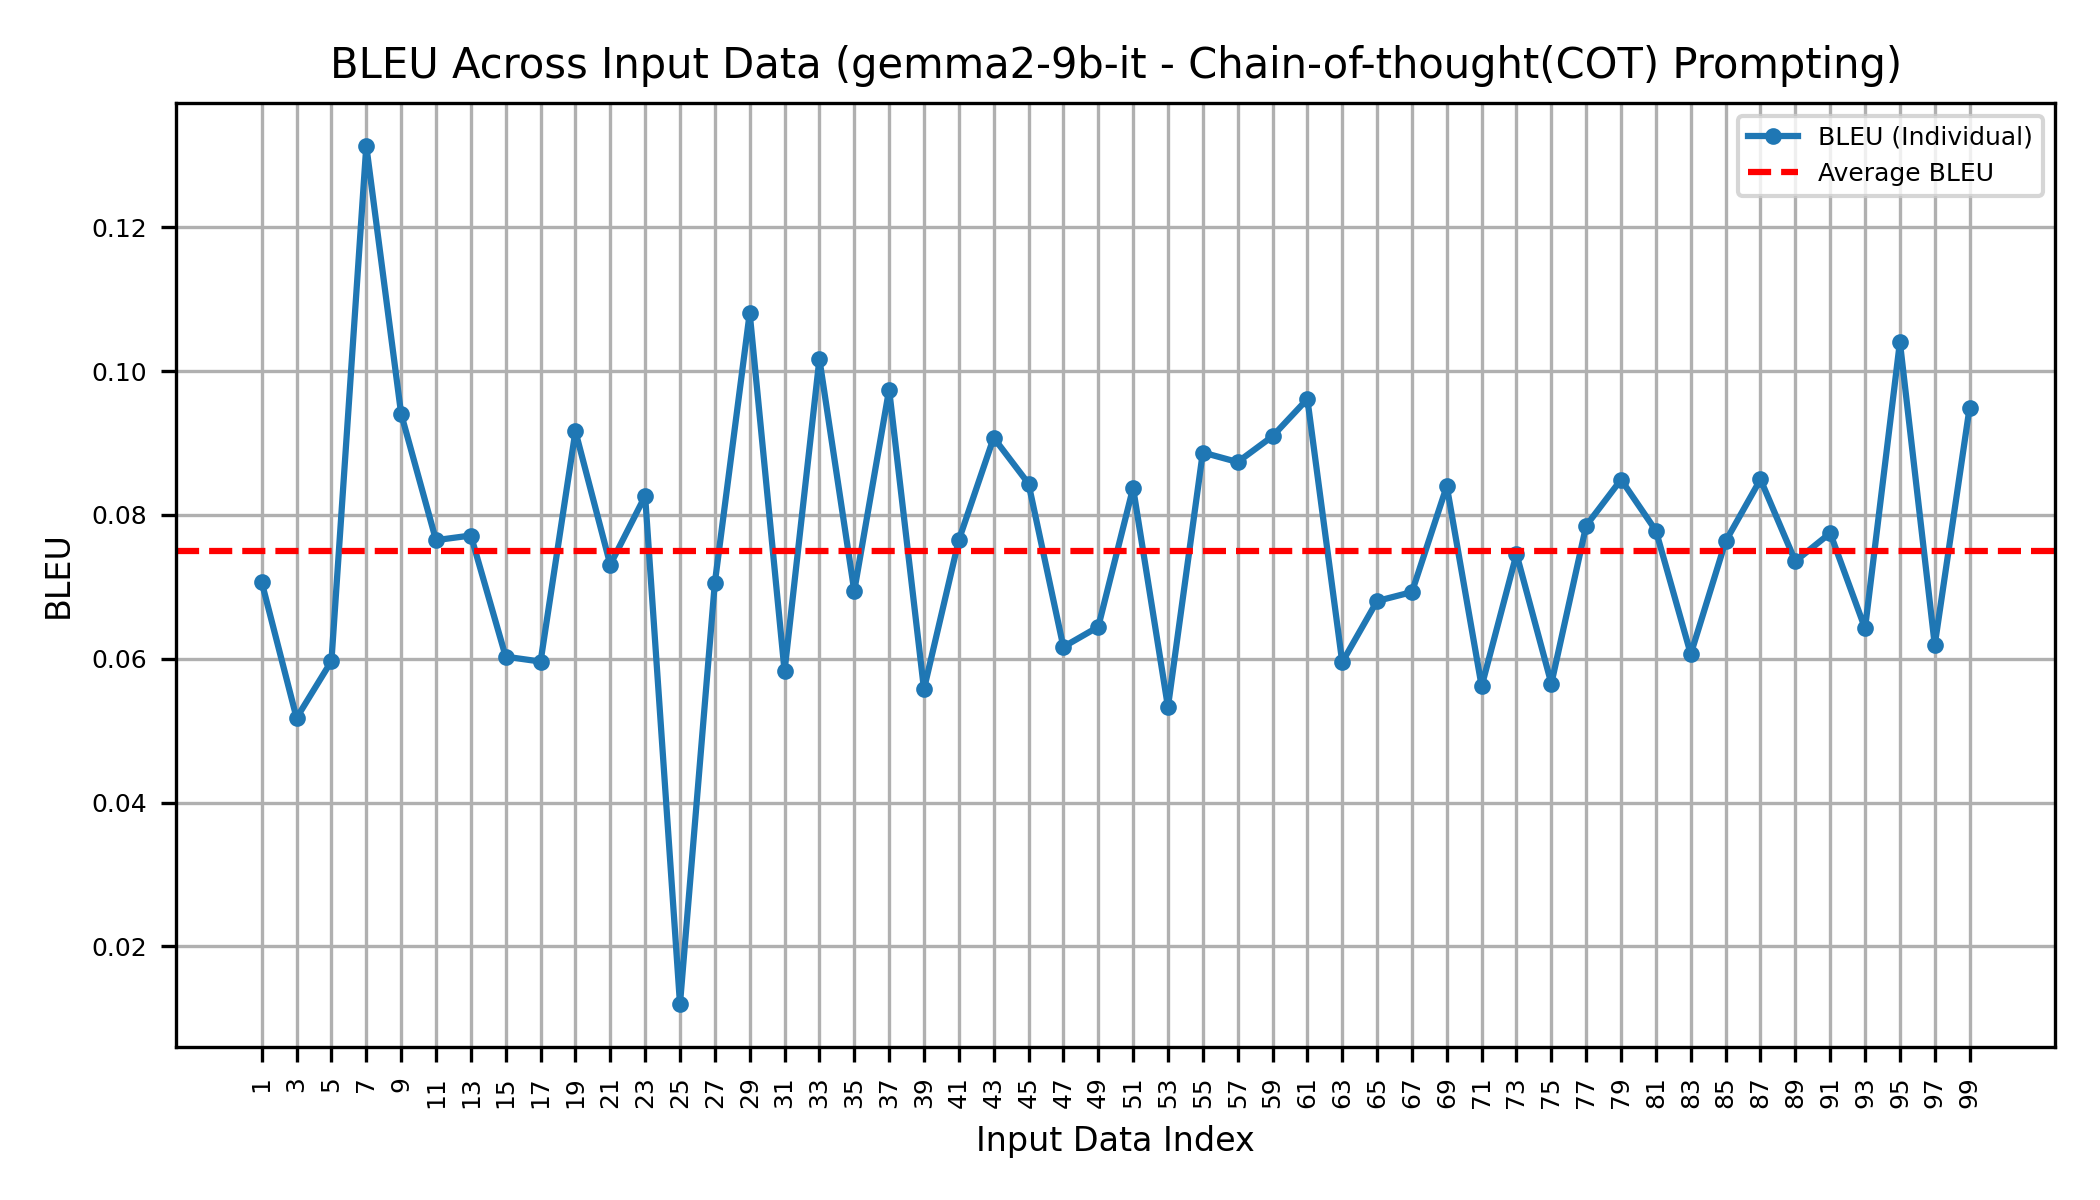 BLEU Across Input Data (gemma2-9b-it - Chain-of-thought(COT) Prompting)
BLEU (Individual)
Average BLEU
BLEU
0.12
0.10
0.08
0.06
0.04
0.02
1 3 5 7 9 11 13 15 17 19 21 23 25 27 29 31 33 35 37 39 41 43 45 47 49 51 53 55 57 59 61 63 65 67 69 71 73 75 77 79 81 83 85 87 89 91 93 95 97 99
Input Data Index